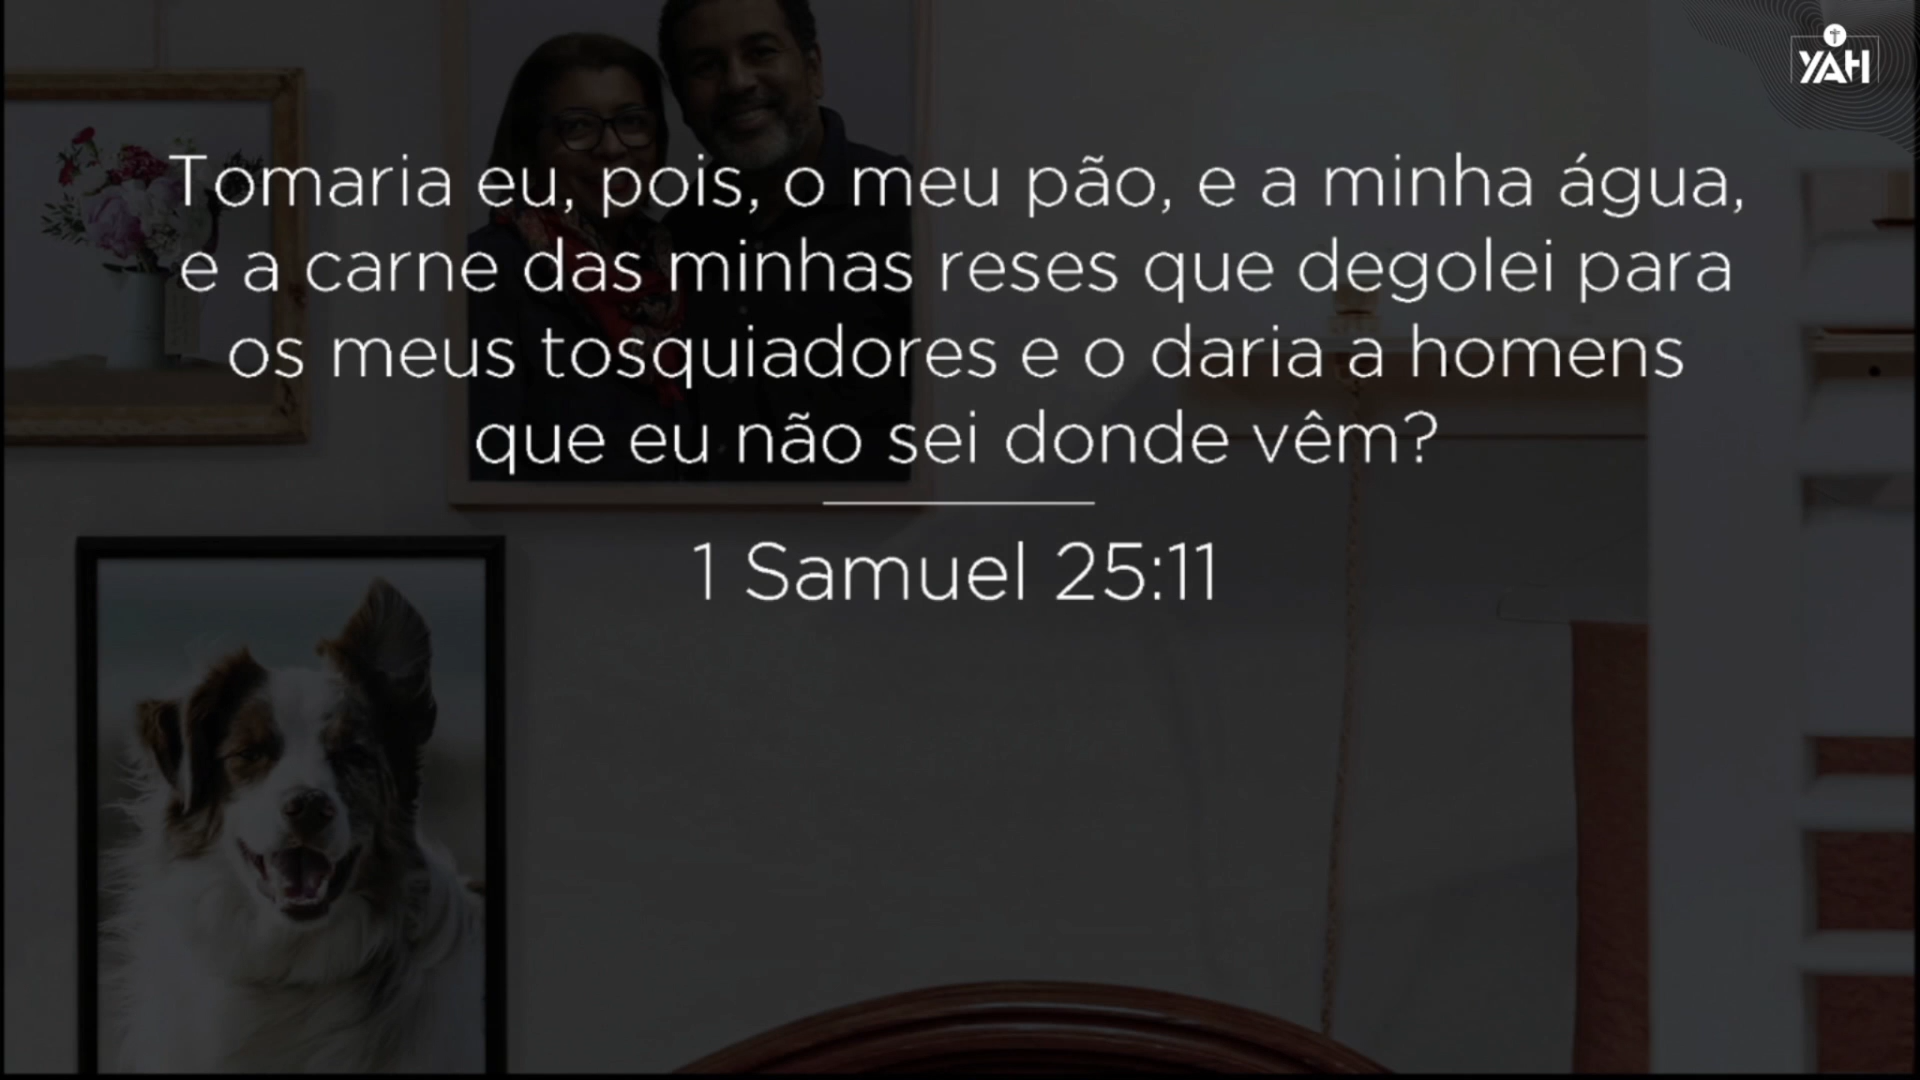 YAH
Tomaria eu, pois, o meu pão, e a minha água,
e a carne das minhas reses que degolei para
os meus tosquiadores e o daria a homens
que eu não sei donde vêm?
1 Samuel 25:11